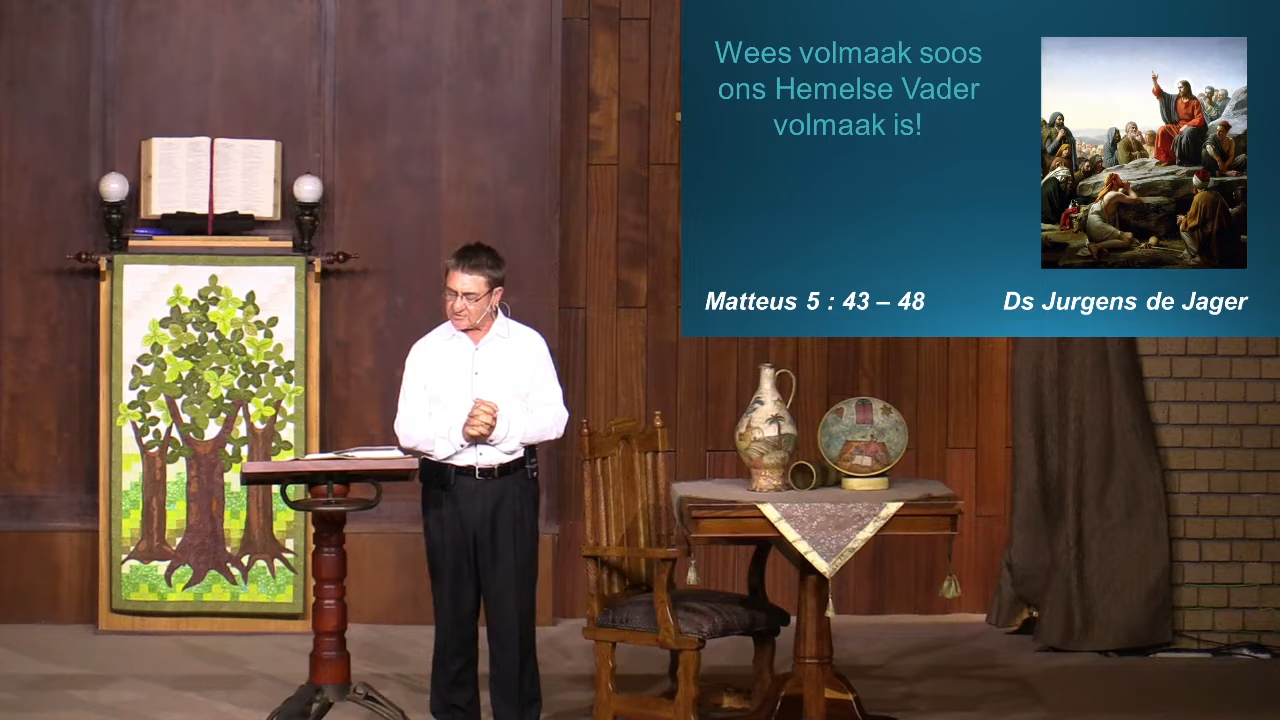 Wees volmaak soos
ons Hemelse Vader
volmaak is!
Matteus 5 : 43 – 48
Ds Jurgens de Jager